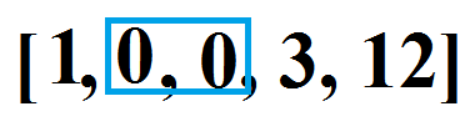 [1, 0, 0, 3, 12]